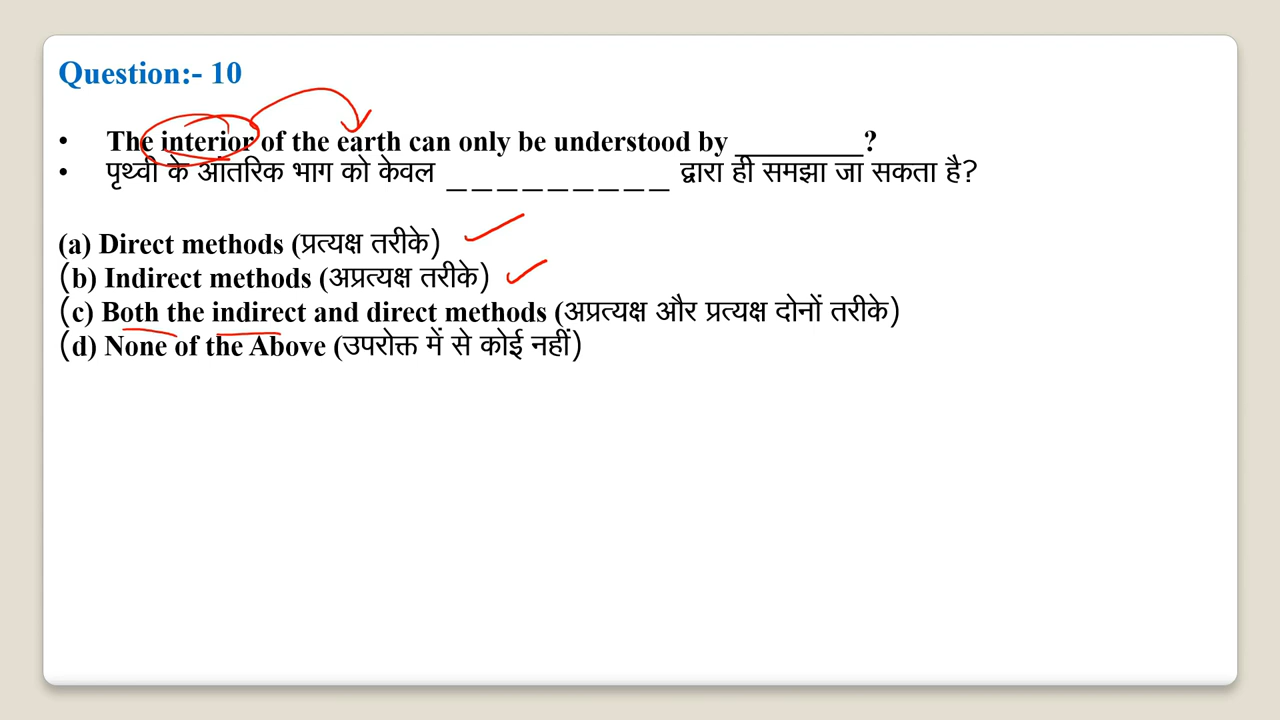 Question:- 10
• The interior of the earth can only be understood by _________?
• पृथ्वी के आंतरिक भाग को केवल _________ द्वारा ही समझा जा सकता है?
(a) Direct methods (प्रत्यक्ष तरीके)
(b) Indirect methods (अप्रत्यक्ष तरीके)
(c) Both the indirect and direct methods (अप्रत्यक्ष और प्रत्यक्ष दोनों तरीके)
(d) None of the Above (उपरोक्त में से कोई नहीं)